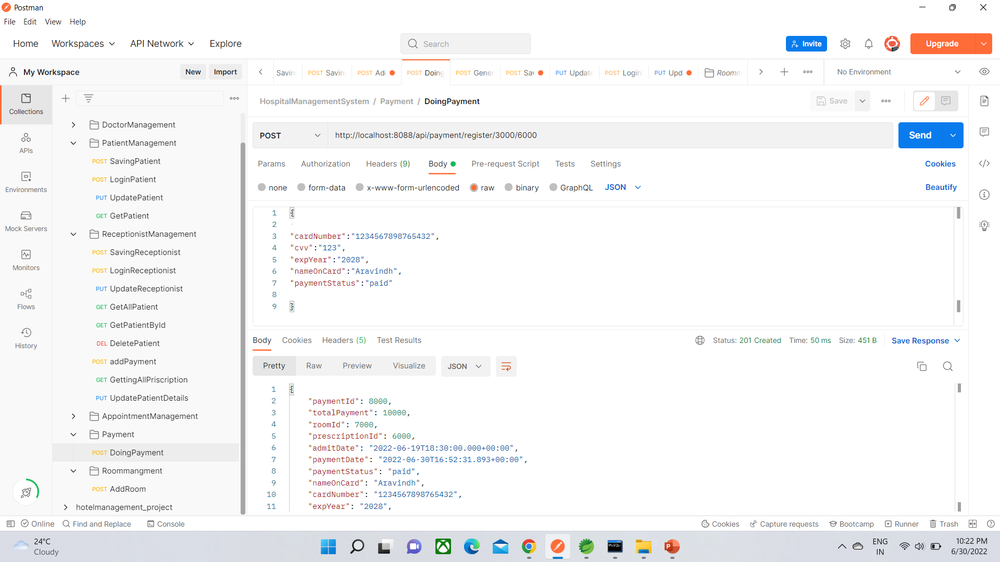 Postman
File Edit View Help
Home Workspaces API Network Explore
Search
Invite
Upgrade
My Workspace
New Import
Savin POST Savin POST Ad POST Doing POST Gener POST Sav PUT Update POST Login PUT Upd Roomm
No Environment
Collections
APIs
Environments
Mock Servers
Monitors
Flows
History
DoctorManagement
PatientManagement
POST SavingPatient
POST LoginPatient
PUT UpdatePatient
GET GetPatient
ReceptionistManagement
POST SavingReceptionist
POST LoginReceptionist
PUT UpdateReceptionist
GET GetAllPatient
GET GetPatientById
DEL DeletePatient
POST addPayment
GET GettingAllPriscription
PUT UpdatePatientDetails
AppointmentManagement
Payment
POST DoingPayment
Roommangment
POST AddRoom
hotelmanagement_project
HospitalManagementSystem / Payment / DoingPayment
Save
POST http://localhost:8088/api/payment/register/3000/6000
Send
Params Authorization Headers (9) Body Pre-request Script Tests Settings
Cookies
none form-data x-www-form-urlencoded raw binary GraphQL JSON
Beautify
1 {
2
3 "cardNumber":"1234567898765432",
4 "cvv":"123",
5 "expYear":"2028",
6 "nameOnCard":"Aravindh",
7 "paymentStatus":"paid"
8
9 }
Body Cookies Headers (5) Test Results
Status: 201 Created Time: 50 ms Size: 451 B Save Response
Pretty Raw Preview Visualize JSON
1 {
2 "paymentId": 8000,
3 "totalPayment": 10000,
4 "roomId": 7000,
5 "prescriptionId": 6000,
6 "admitDate": "2022-06-19T18:30:00.000+00:00",
7 "paymentDate": "2022-06-30T16:52:31.893+00:00",
8 "paymentStatus": "paid",
9 "nameOnCard": "Aravindh",
10 "cardNumber": "1234567898765432",
11 "expYear": "2028",
Online Find and Replace Console
Cookies Capture requests Bootcamp Runner Trash
24°C
Cloudy
MySQL
ENG
IN
10:22 PM
6/30/2022